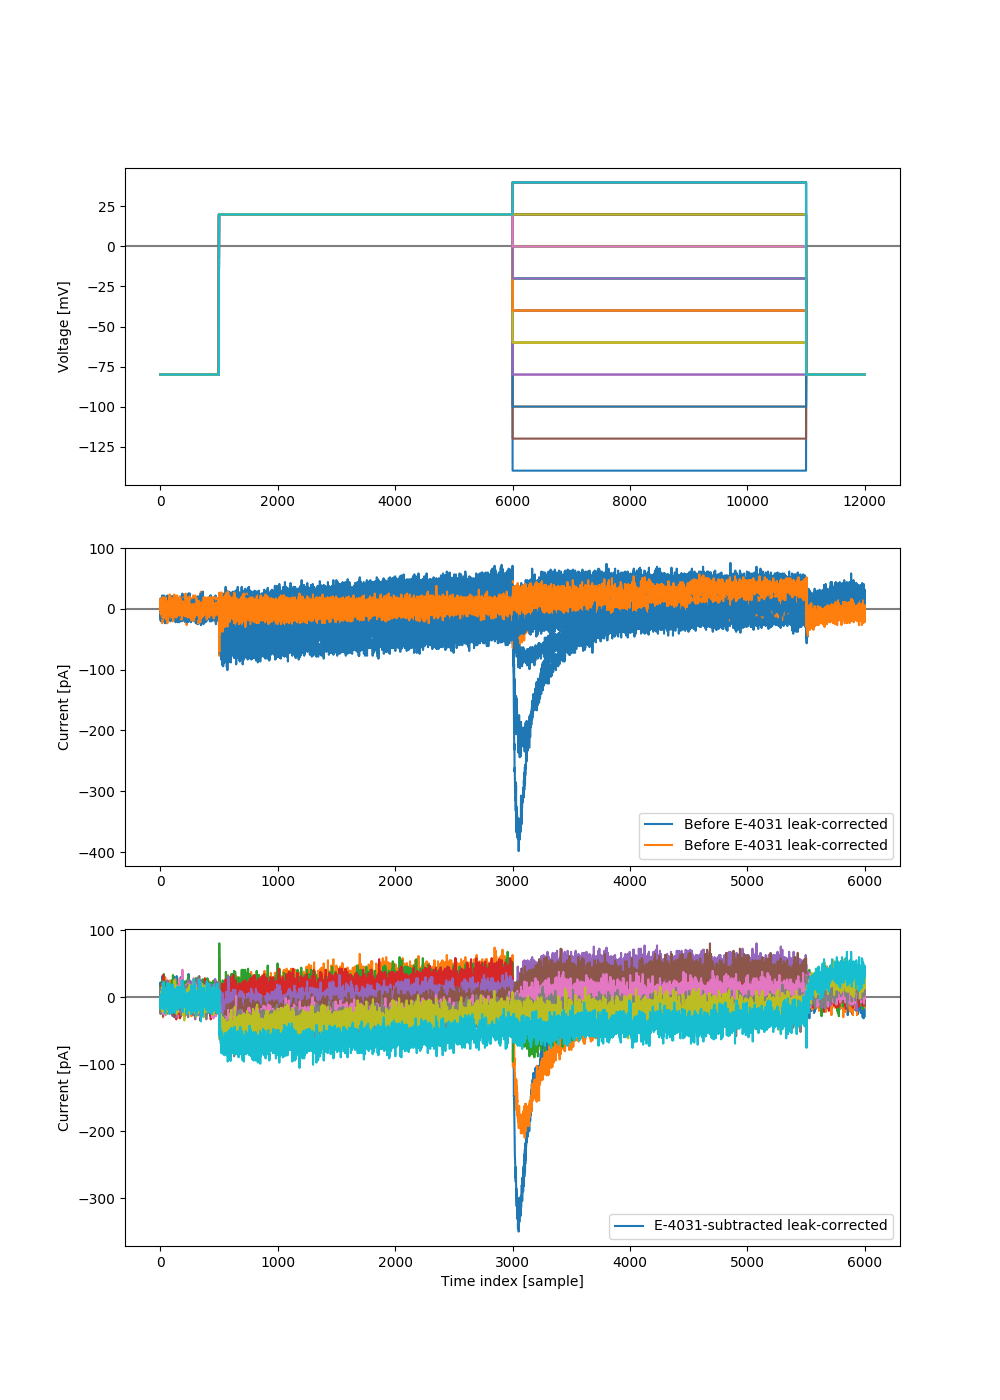 25
0
−25
−50
−75
−100
−125
Voltage [mV]
0 2000 4000 6000 8000 10000 12000
100
0
−100
−200
−300
−400
Current [pA]
Before E-4031 leak-corrected
Before E-4031 leak-corrected
0 1000 2000 3000 4000 5000 6000
100
0
−100
−200
−300
Current [pA]
E-4031-subtracted leak-corrected
0 1000 2000 3000 4000 5000 6000
Time index [sample]